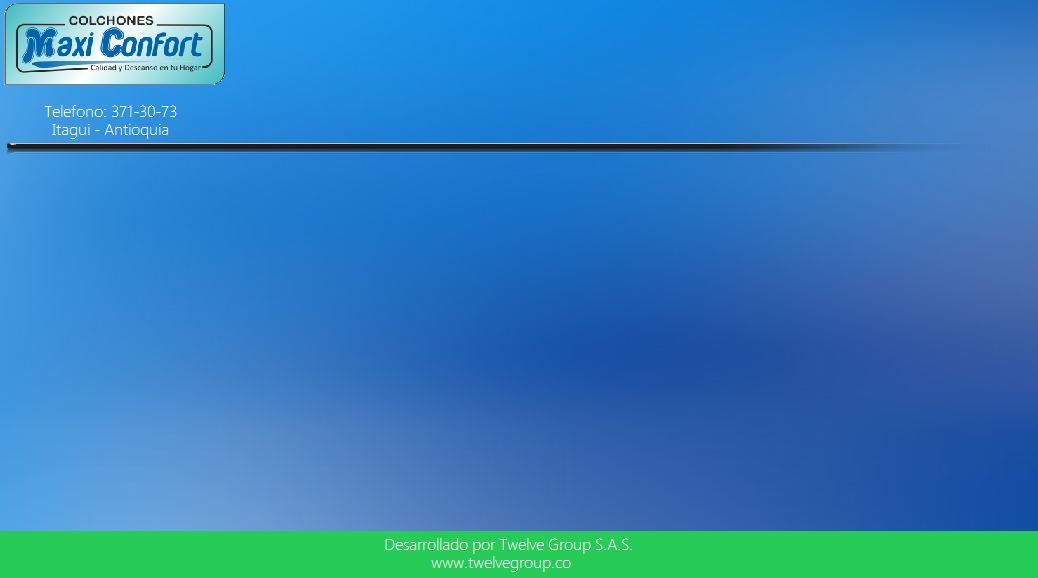 COLCHONES
Maxi Confort
Calidad y Descanso en tu Hogar
Telefono: 371-30-73
Itagui - Antioquia
Desarrollado por Twelve Group S.A.S.
www.twelvegroup.co